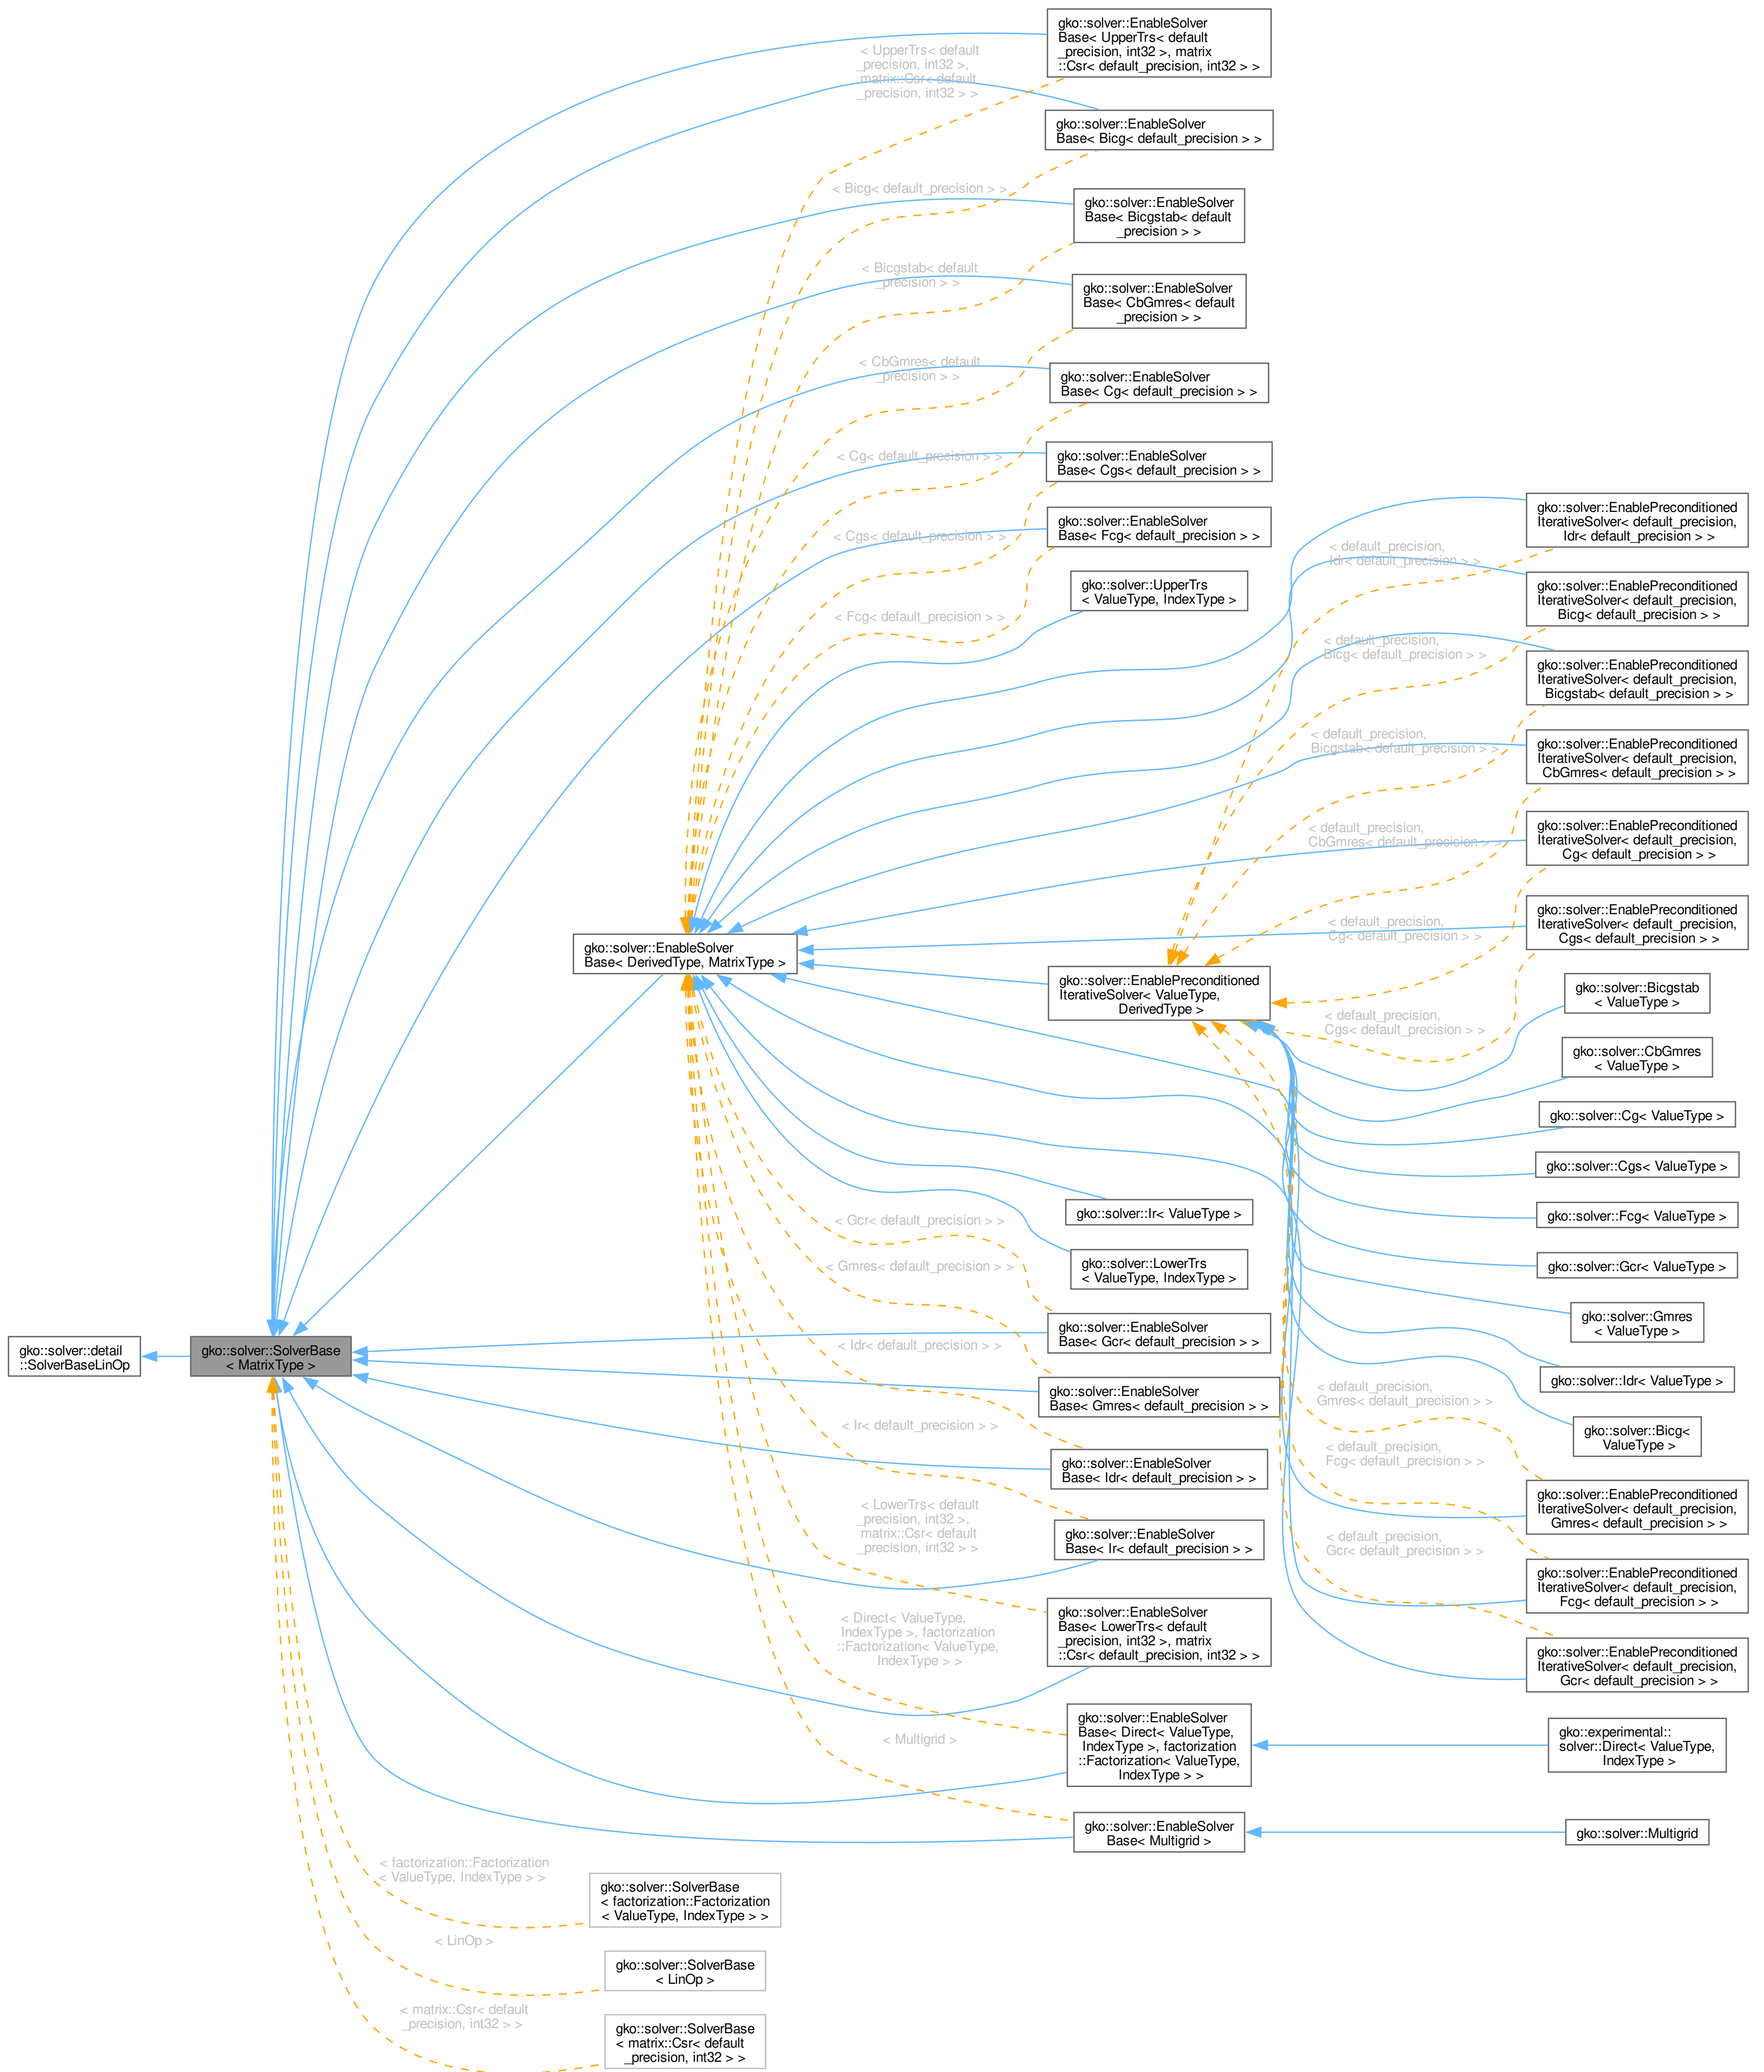 gko::solver::detail
::SolverBaseLinOp
gko::solver::SolverBase
< MatrixType >
< factorization::Factorization
< ValueType, IndexType > >
< LinOp >
< matrix::Csr< default
_precision, int32 > >
gko::solver::EnableSolver
Base< DerivedType, MatrixType >
gko::solver::SolverBase
< factorization::Factorization
< ValueType, IndexType > >
gko::solver::SolverBase
< LinOp >
gko::solver::SolverBase
< matrix::Csr< default
_precision, int32 > >
< UpperTrs< default
_precision, int32 >,
matrix::Csr< default
_precision, int32 > >
< Bicg< default_precision > >
< Bicgstab< default
_precision > >
< CbGmres< default
_precision > >
< Cg< default_precision > >
< Cgs< default_precision > >
< Fcg< default_precision > >
< Gcr< default_precision > >
< Gmres< default_precision > >
< Idr< default_precision > >
< Ir< default_precision > >
< LowerTrs< default
_precision, int32 >,
matrix::Csr< default
_precision, int32 > >
< Direct< ValueType,
IndexType >, factorization
::Factorization< ValueType,
IndexType > >
< Multigrid >
gko::solver::EnableSolver
Base< UpperTrs< default
_precision, int32 >, matrix
::Csr< default_precision, int32 > >
gko::solver::EnableSolver
Base< Bicg< default_precision > >
gko::solver::EnableSolver
Base< Bicgstab< default
_precision > >
gko::solver::EnableSolver
Base< CbGmres< default
_precision > >
gko::solver::EnableSolver
Base< Cg< default_precision > >
gko::solver::EnableSolver
Base< Cgs< default_precision > >
gko::solver::EnableSolver
Base< Fcg< default_precision > >
gko::solver::UpperTrs
< ValueType, IndexType >
gko::solver::EnablePreconditioned
IterativeSolver< ValueType,
DerivedType >
gko::solver::Ir< ValueType >
gko::solver::LowerTrs
< ValueType, IndexType >
gko::solver::EnableSolver
Base< Gcr< default_precision > >
gko::solver::EnableSolver
Base< Gmres< default_precision > >
gko::solver::EnableSolver
Base< Idr< default_precision > >
gko::solver::EnableSolver
Base< Ir< default_precision > >
gko::solver::EnableSolver
Base< LowerTrs< default
_precision, int32 >, matrix
::Csr< default_precision, int32 > >
gko::solver::EnableSolver
Base< Direct< ValueType,
IndexType >, factorization
::Factorization< ValueType,
IndexType > >
gko::solver::EnableSolver
Base< Multigrid >
< default_precision,
Idr< default_precision > >
< default_precision,
Bicg< default_precision > >
< default_precision,
Bicgstab< default_precision > >
< default_precision,
CbGmres< default_precision > >
< default_precision,
Cg< default_precision > >
< default_precision,
Cgs< default_precision > >
< default_precision,
Gmres< default_precision > >
< default_precision,
Fcg< default_precision > >
< default_precision,
Gcr< default_precision > >
gko::solver::EnablePreconditioned
IterativeSolver< default_precision,
Idr< default_precision > >
gko::solver::EnablePreconditioned
IterativeSolver< default_precision,
Bicg< default_precision > >
gko::solver::EnablePreconditioned
IterativeSolver< default_precision,
Bicgstab< default_precision > >
gko::solver::EnablePreconditioned
IterativeSolver< default_precision,
CbGmres< default_precision > >
gko::solver::EnablePreconditioned
IterativeSolver< default_precision,
Cg< default_precision > >
gko::solver::EnablePreconditioned
IterativeSolver< default_precision,
Cgs< default_precision > >
gko::solver::Bicgstab
< ValueType >
gko::solver::CbGmres
< ValueType >
gko::solver::Cg< ValueType >
gko::solver::Cgs< ValueType >
gko::solver::Fcg< ValueType >
gko::solver::Gcr< ValueType >
gko::solver::Gmres
< ValueType >
gko::solver::Idr< ValueType >
gko::solver::Bicg<
ValueType >
gko::solver::EnablePreconditioned
IterativeSolver< default_precision,
Gmres< default_precision > >
gko::solver::EnablePreconditioned
IterativeSolver< default_precision,
Fcg< default_precision > >
gko::solver::EnablePreconditioned
IterativeSolver< default_precision,
Gcr< default_precision > >
gko::experimental::
solver::Direct< ValueType,
IndexType >
gko::solver::Multigrid